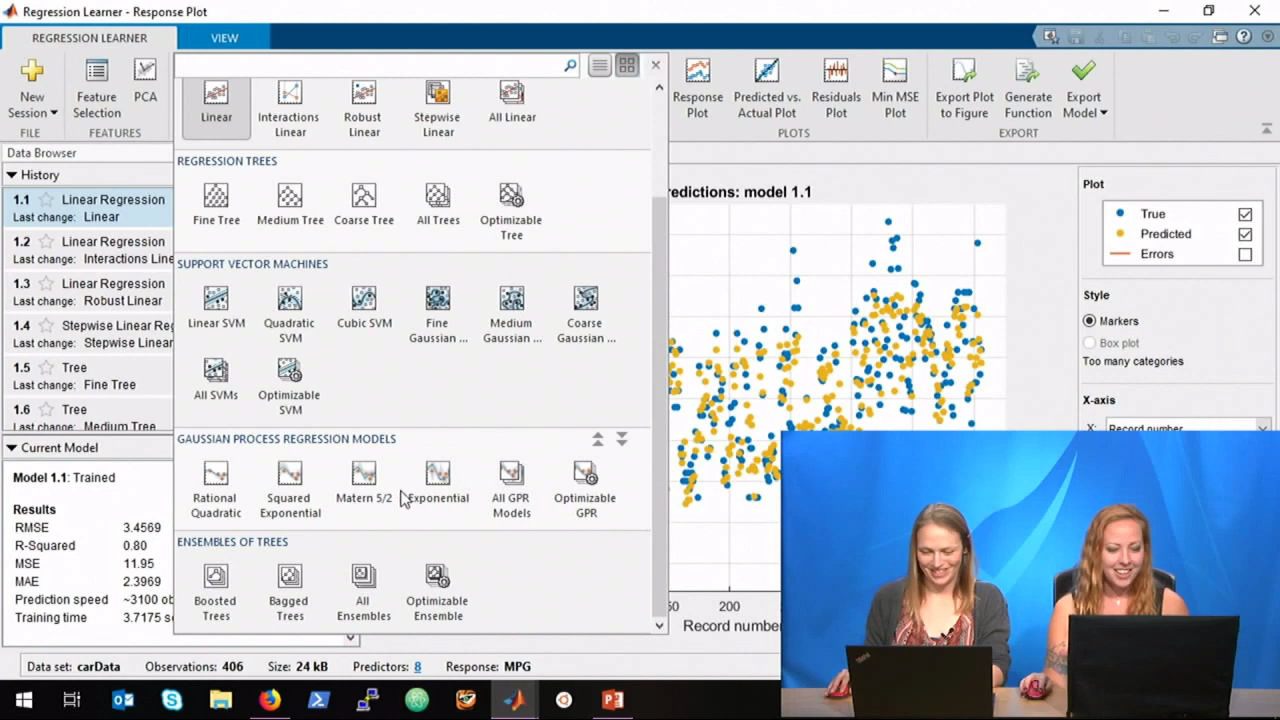 Regression Learner - Response Plot
REGRESSION LEARNER
VIEW
New Session
Feature Selection
PCA
FILE
FEATURES
Linear
Interactions Linear
Robust Linear
Stepwise Linear
All Linear
REGRESSION TREES
Fine Tree
Medium Tree
Coarse Tree
All Trees
Optimizable Tree
SUPPORT VECTOR MACHINES
Linear SVM
Quadratic SVM
Cubic SVM
Fine Gaussian ...
Medium Gaussian ...
Coarse Gaussian ...
All SVMs
Optimizable SVM
GAUSSIAN PROCESS REGRESSION MODELS
Rational Quadratic
Squared Exponential
Matern 5/2
Exponential
All GPR Models
Optimizable GPR
ENSEMBLES OF TREES
Boosted Trees
Bagged Trees
All Ensembles
Optimizable Ensemble
Response Plot
Predicted vs. Actual Plot
Residuals Plot
Min MSE Plot
Export Plot to Figure
Generate Function
Export Model
PLOTS
EXPORT
Data Browser
History
1.1 Linear Regression
Last change: Linear
1.2 Linear Regression
Last change: Interactions Line
1.3 Linear Regression
Last change: Robust Linear
1.4 Stepwise Linear Reg
Last change: Stepwise Linear
1.5 Tree
Last change: Fine Tree
1.6 Tree
Last change: Medium Tree
Current Model
Model 1.1: Trained
Results
RMSE 3.4569
R-Squared 0.80
MSE 11.95
MAE 2.3969
Prediction speed ~3100 ob
Training time 3.7175 s
redictions: model 1.1
200
Record number
Plot
True
Predicted
Errors
Style
Markers
Box plot
Too many categories
X-axis
X: Record number
Data set: carData Observations: 406 Size: 24 kB Predictors: 8 Response: MPG